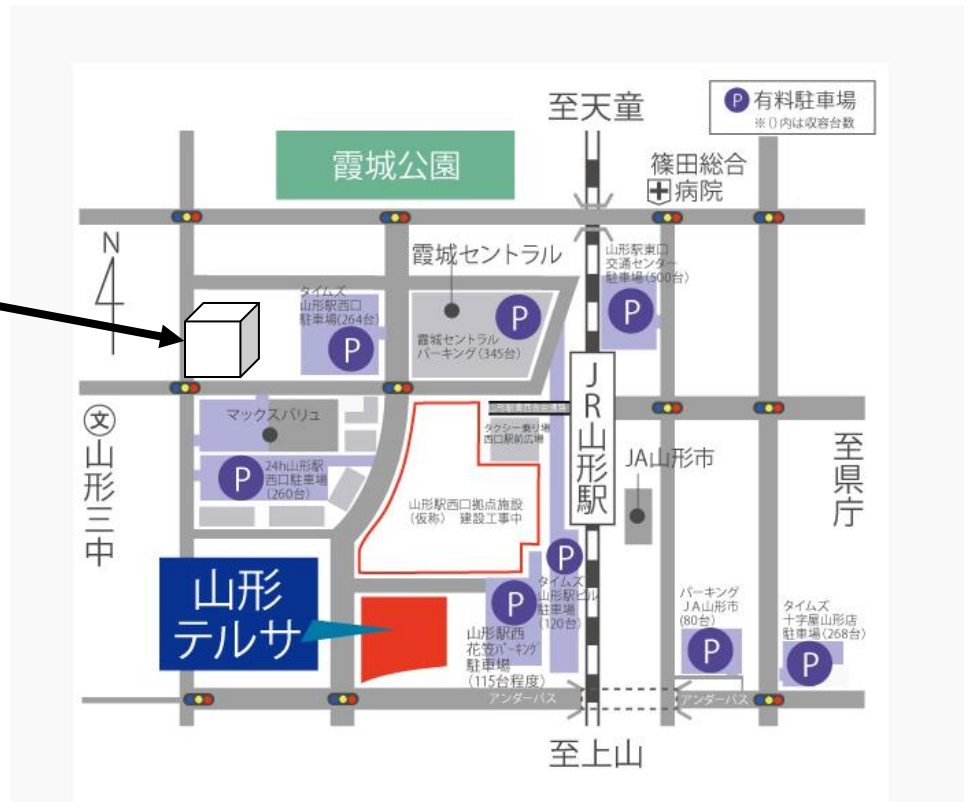 至天童
P 有料駐車場
※()内は収容台数
霞城公園
篠田総合
病院
N
霞城セントラル
山形駅東口
交通センター
駐車場(500台)
P
タイムズ
山形駅西口
駐車場(264台)
P
P
霞城セントラル
パーキング(345台)
JR山形駅
マックスバリュ
タクシー乗り場
西口駅前広場
文
山形三中
P
24h山形駅
西口駐車場
(260台)
JA山形市
至県庁
山形駅西口拠点施設
(仮称) 建設工事中
山形
テルサ
P
タイムズ
山形駅ビル
駐車場
(120台)
P
山形駅西
花笠パーキング
駐車場
(115台程度)
パーキング
JA山形市
(80台)
P
タイムズ
十字屋山形店
駐車場(268台)
P
アンダーパス
アンダーパス
至上山